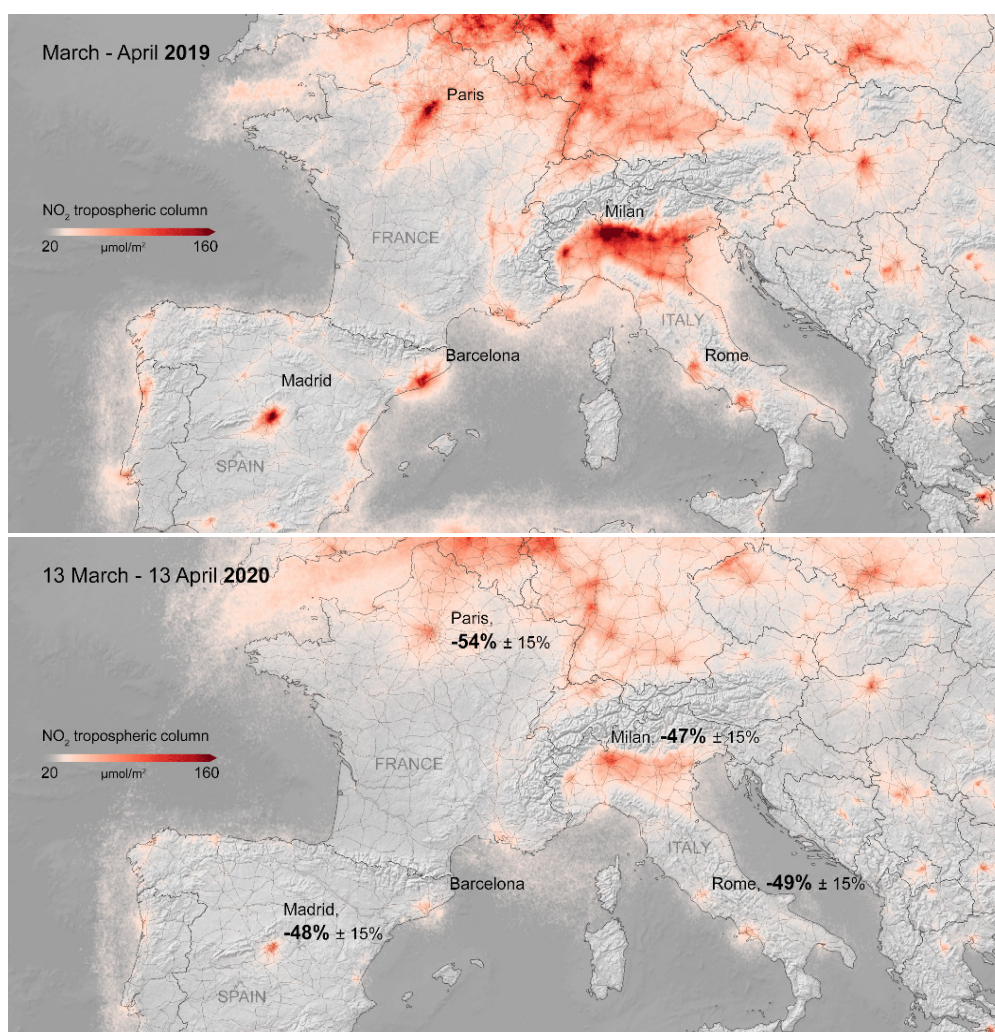 March - April 2019
Paris
NO₂ tropospheric column
20 µmol/m² 160
Milan
FRANCE
ITALY
Barcelona
Rome
Madrid
SPAIN
13 March - 13 April 2020
Paris,
-54% ± 15%
NO₂ tropospheric column
20 µmol/m² 160
Milan, -47% ± 15%
FRANCE
ITALY
Barcelona
Rome, -49% ± 15%
Madrid,
-48% ± 15%
SPAIN